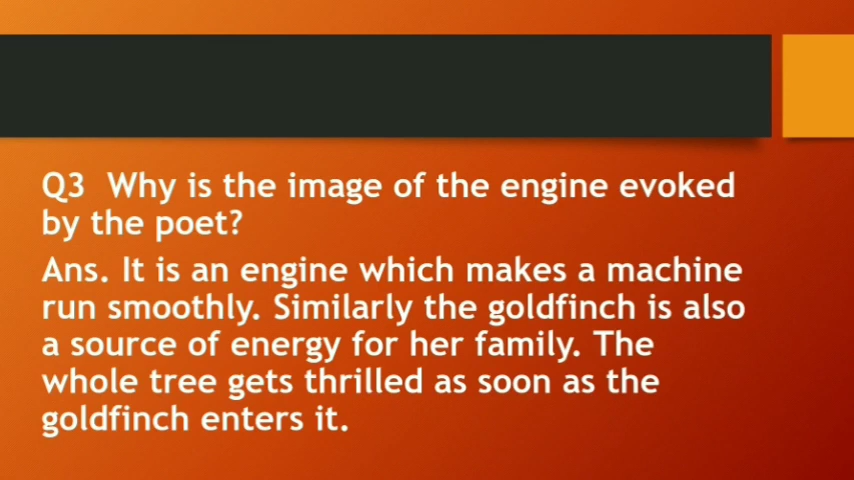 Q3  Why is the image of the engine evoked
by the poet?
Ans. It is an engine which makes a machine
run smoothly. Similarly the goldfinch is also
a source of energy for her family. The
whole tree gets thrilled as soon as the
goldfinch enters it.